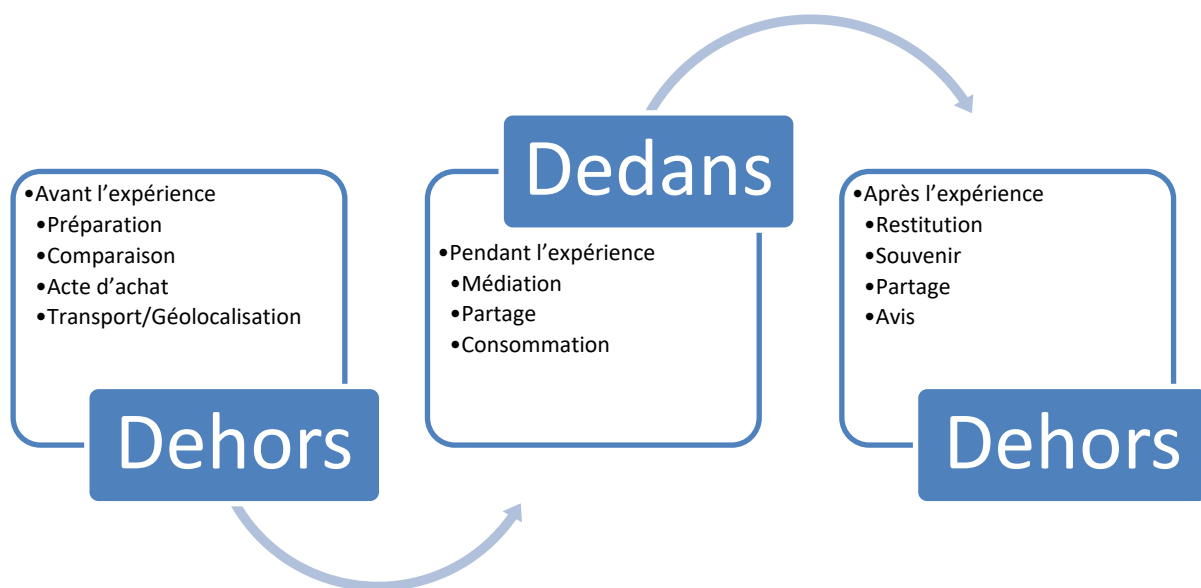 •Avant l’expérience
•Préparation
•Comparaison
•Acte d’achat
•Transport/Géolocalisation
Dehors
Dedans
•Pendant l’expérience
•Médiation
•Partage
•Consommation
•Après l’expérience
•Restitution
•Souvenir
•Partage
•Avis
Dehors